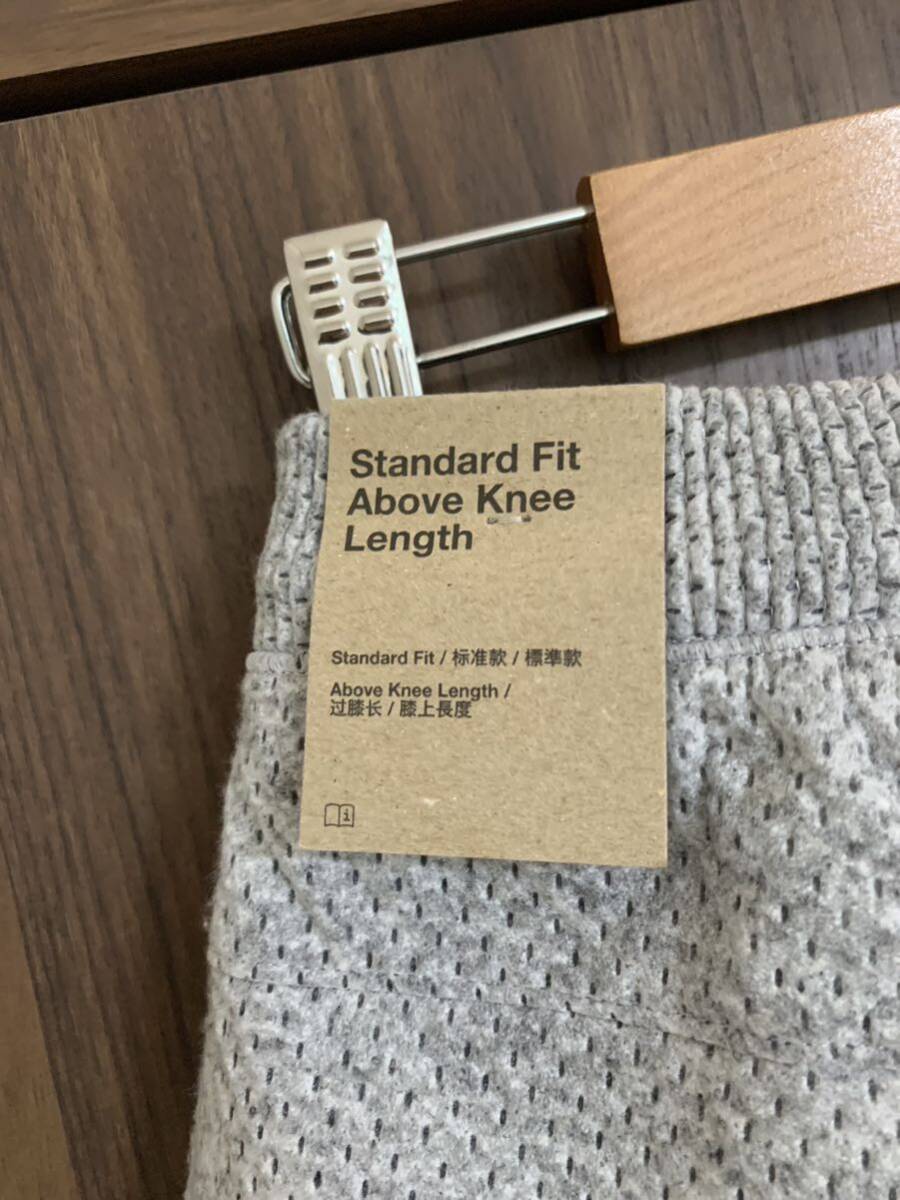 Standard Fit
Above Knee
Length
Standard Fit / 标准款 / 標準款
Above Knee Length /
过膝长 / 膝上長度
i